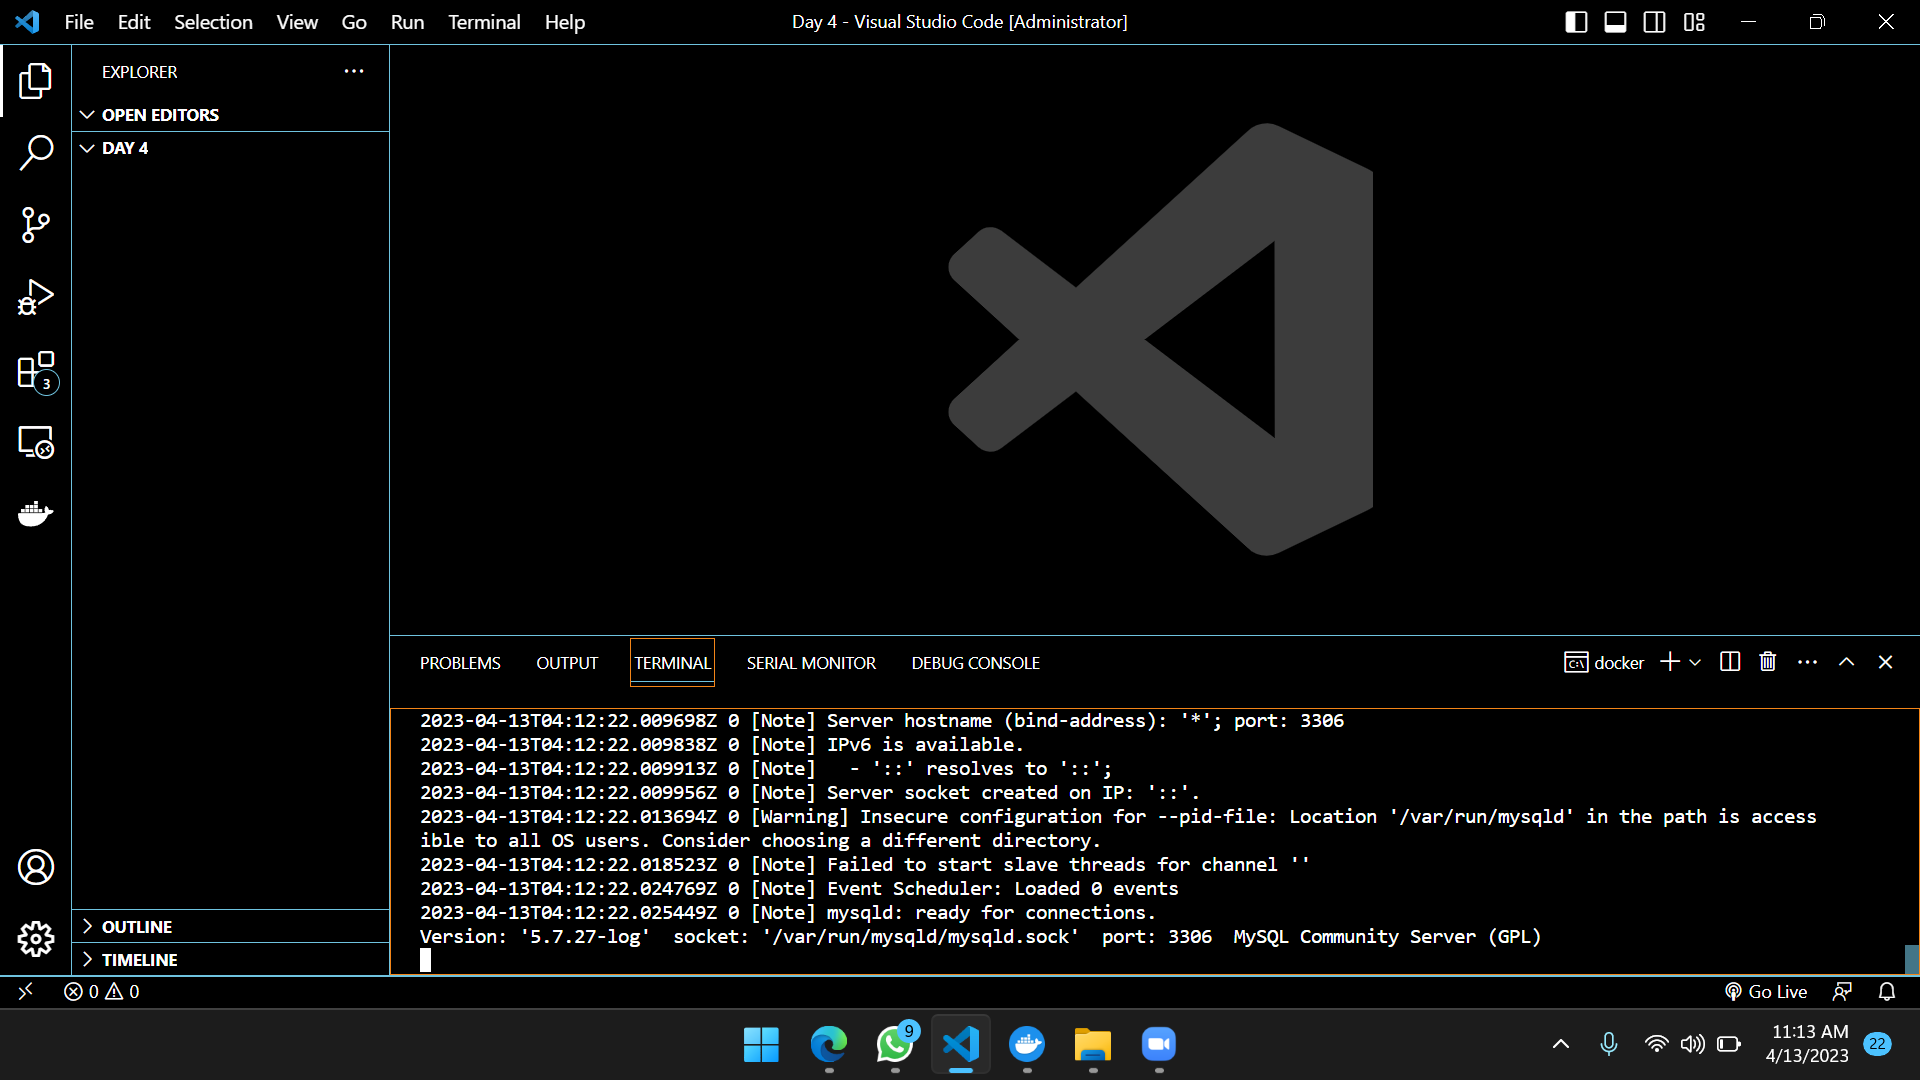 File Edit Selection View Go Run Terminal Help
Day 4 - Visual Studio Code [Administrator]
EXPLORER
OPEN EDITORS
DAY 4
3
OUTLINE
TIMELINE
PROBLEMS OUTPUT TERMINAL SERIAL MONITOR DEBUG CONSOLE
docker
2023-04-13T04:12:22.009698Z 0 [Note] Server hostname (bind-address): '*'; port: 3306
2023-04-13T04:12:22.009838Z 0 [Note] IPv6 is available.
2023-04-13T04:12:22.009913Z 0 [Note]   - '::' resolves to '::';
2023-04-13T04:12:22.009956Z 0 [Note] Server socket created on IP: '::'.
2023-04-13T04:12:22.013694Z 0 [Warning] Insecure configuration for --pid-file: Location '/var/run/mysqld' in the path is access
ible to all OS users. Consider choosing a different directory.
2023-04-13T04:12:22.018523Z 0 [Note] Failed to start slave threads for channel ''
2023-04-13T04:12:22.024769Z 0 [Note] Event Scheduler: Loaded 0 events
2023-04-13T04:12:22.025449Z 0 [Note] mysqld: ready for connections.
Version: '5.7.27-log'  socket: '/var/run/mysqld/mysqld.sock'  port: 3306  MySQL Community Server (GPL)
0 0
Go Live
9
11:13 AM
4/13/2023
22